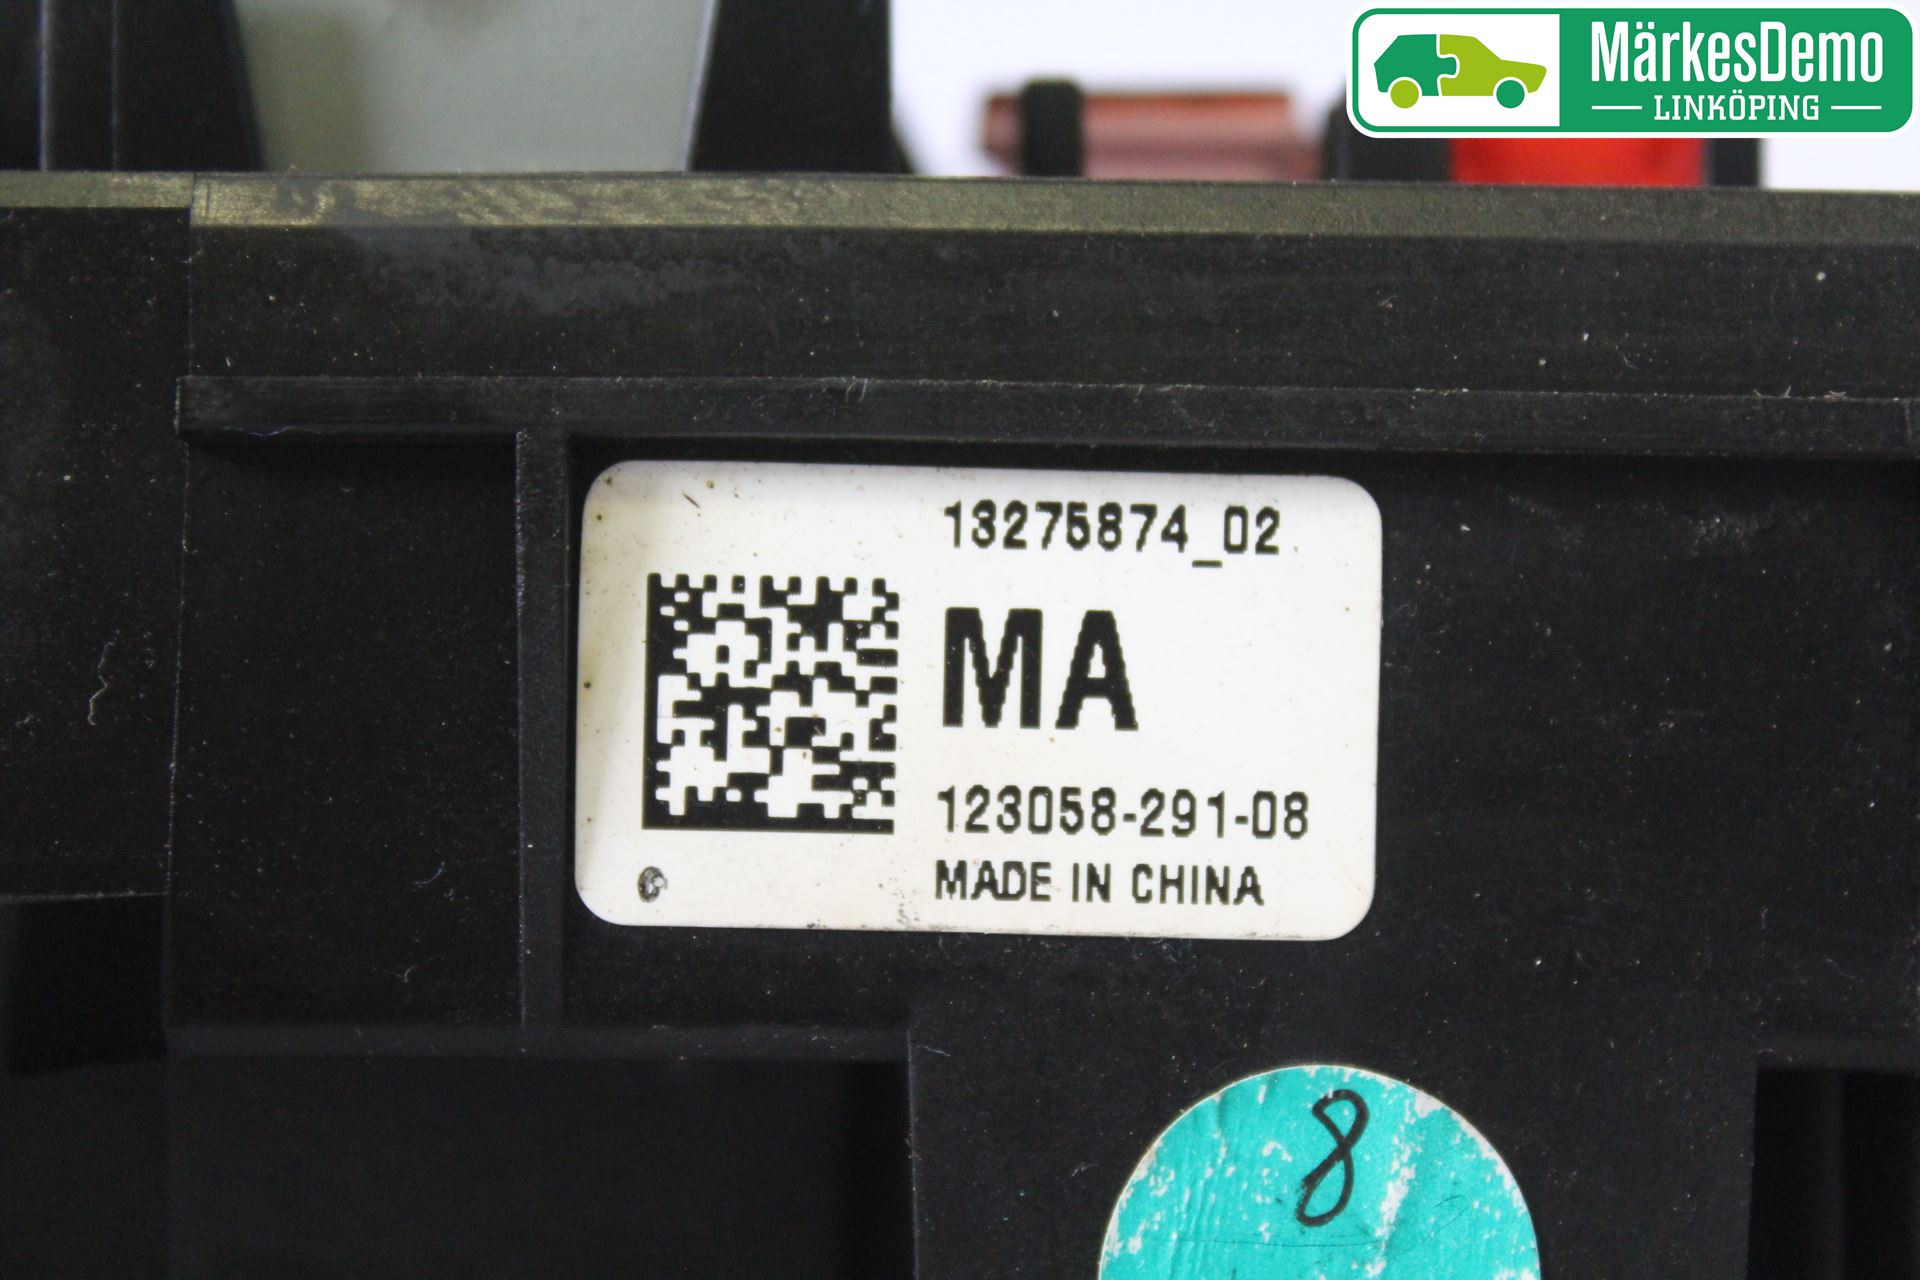 MärkesDemo
LINKÖPING
13275874_02
MA
123058-291-08
MADE IN CHINA
8